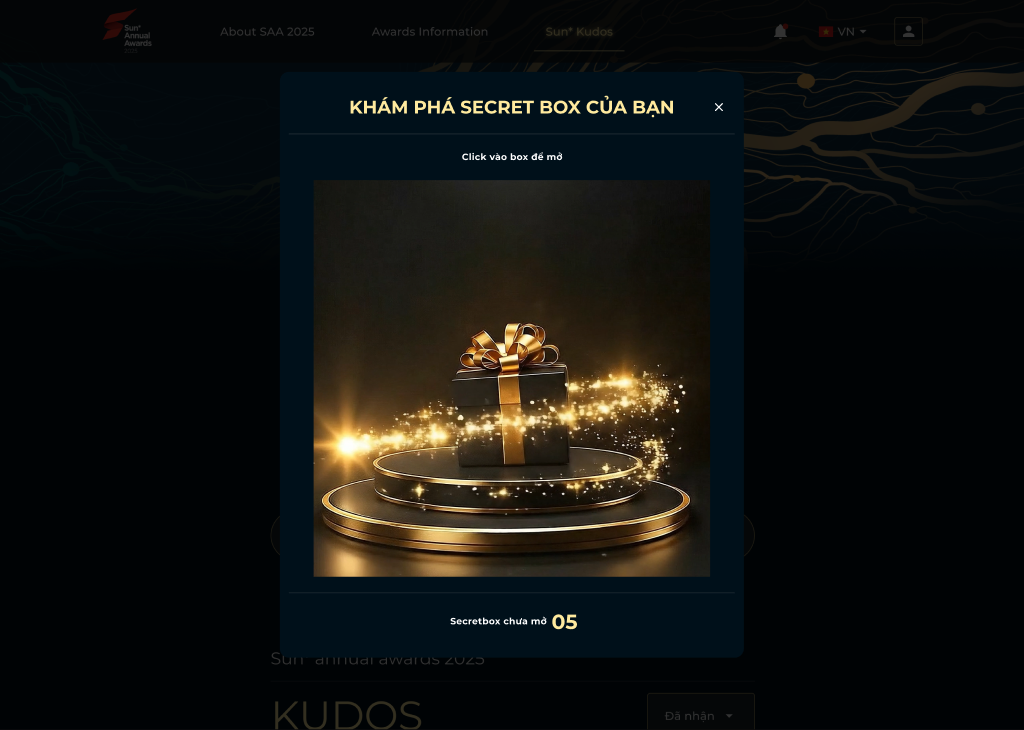 Sun*
Annual
Awards
2025
About SAA 2025
Awards Information
Sun* Kudos
VN
KHÁM PHÁ SECRET BOX CỦA BẠN
Click vào box để mở
Secretbox chưa mở 05
Sun* annual awards 2025
KUDOS
Đã nhận